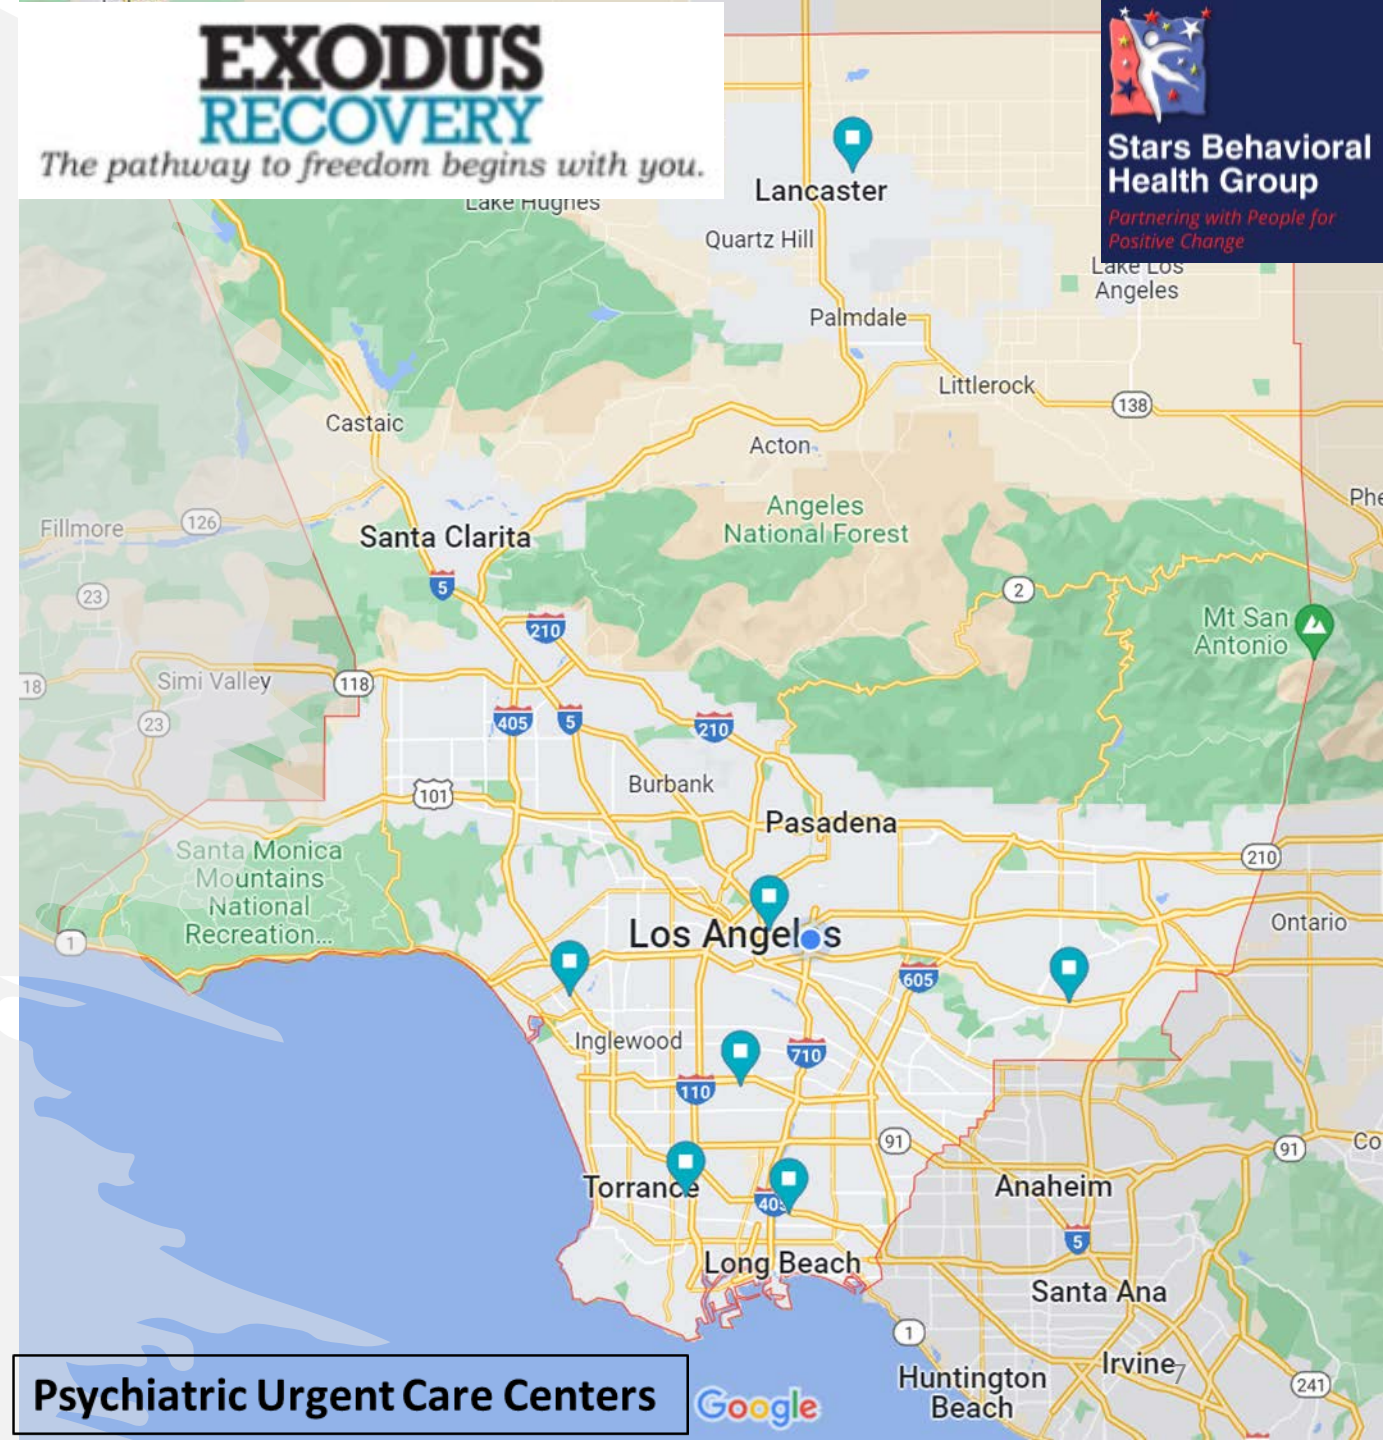 EXODUS
RECOVERY
The pathway to freedom begins with you.
Stars Behavioral
Health Group
Partnering with People for
Positive Change
Lancaster
Lake Hughes
Quartz Hill
Lake Los
Angeles
Palmdale
Littlerock
138
Castaic
Acton
Angeles
National Forest
Phe
Fillmore
126
Santa Clarita
5
23
2
210
Mt San
Antonio
18
Simi Valley
118
23
405
5
210
101
Burbank
Pasadena
Santa Monica
Mountains
National
Recreation...
210
1
Los Angeles
Ontario
605
Inglewood
710
110
91
91
Co
Torrance
405
Anaheim
5
Long Beach
Santa Ana
1
Huntington
Beach
Irvine
7
241
Psychiatric Urgent Care Centers
Google